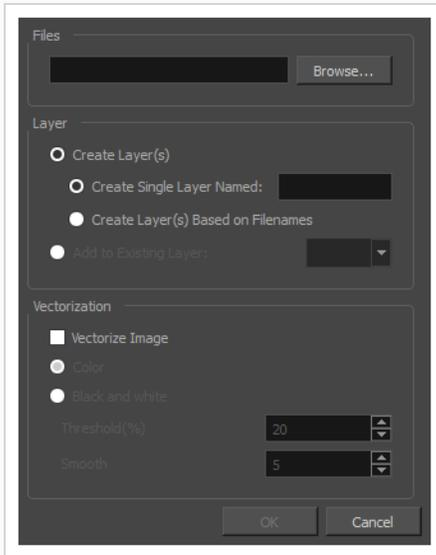 Files
Browse...
Layer
Create Layer(s)
Create Single Layer Named:
Create Layer(s) Based on Filenames
Add to Existing Layer:
Vectorization
Vectorize Image
Color
Black and white
Threshold(%) 20
Smooth 5
OK Cancel